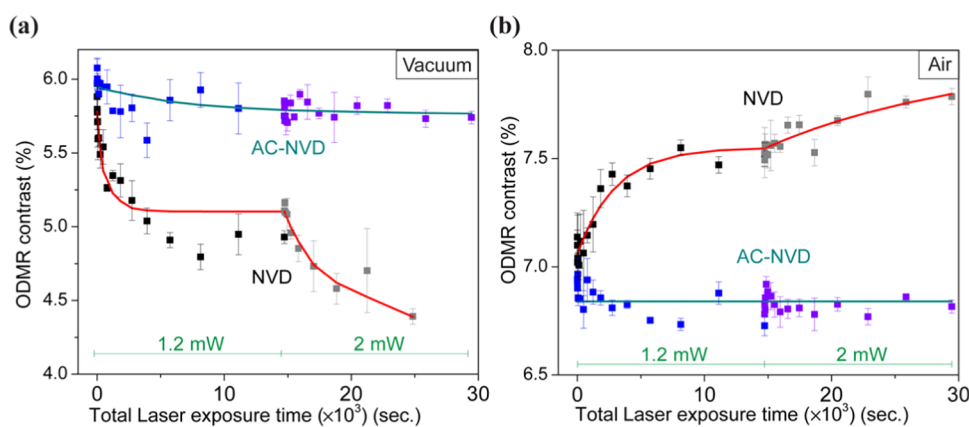 (a)
Vacuum
6.0
5.5
5.0
4.5
4.0
ODMR contrast (%)
AC-NVD
NVD
1.2 mW
2 mW
0
10
20
30
Total Laser exposure time (×10³) (sec.)
(b)
Air
8.0
7.5
7.0
6.5
ODMR contrast (%)
NVD
AC-NVD
1.2 mW
2 mW
0
10
20
30
Total Laser exposure time (×10³) (sec.)